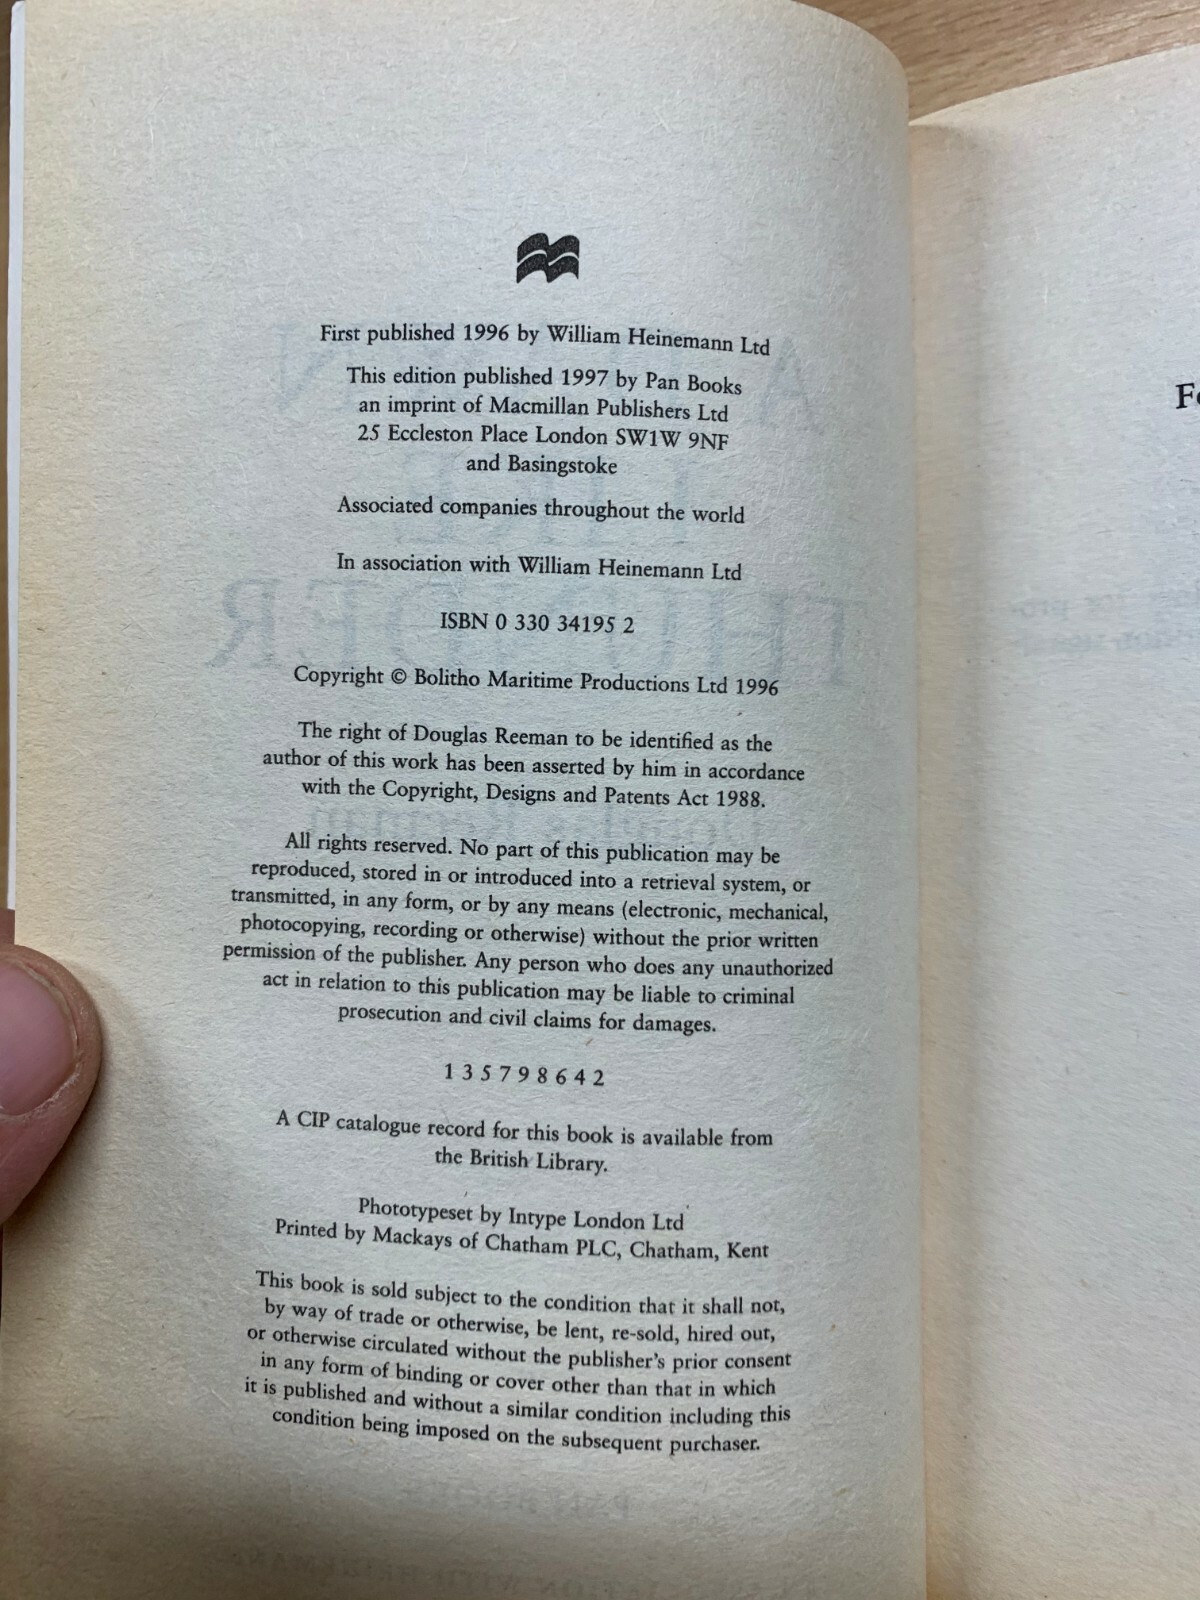 First published 1996 by William Heinemann Ltd
This edition published 1997 by Pan Books
an imprint of Macmillan Publishers Ltd
25 Eccleston Place London SW1W 9NF
and Basingstoke
Associated companies throughout the world
In association with William Heinemann Ltd
ISBN 0 330 34195 2
Copyright © Bolitho Maritime Productions Ltd 1996
The right of Douglas Reeman to be identified as the
author of this work has been asserted by him in accordance
with the Copyright, Designs and Patents Act 1988.
All rights reserved. No part of this publication may be
reproduced, stored in or introduced into a retrieval system, or
transmitted, in any form, or by any means (electronic, mechanical,
photocopying, recording or otherwise) without the prior written
permission of the publisher. Any person who does any unauthorized
act in relation to this publication may be liable to criminal
prosecution and civil claims for damages.
1 3 5 7 9 8 6 4 2
A CIP catalogue record for this book is available from
the British Library.
Phototypeset by Intype London Ltd
Printed by Mackays of Chatham PLC, Chatham, Kent
This book is sold subject to the condition that it shall not,
by way of trade or otherwise, be lent, re-sold, hired out,
or otherwise circulated without the publisher's prior consent
in any form of binding or cover other than that in which
it is published and without a similar condition including this
condition being imposed on the subsequent purchaser.